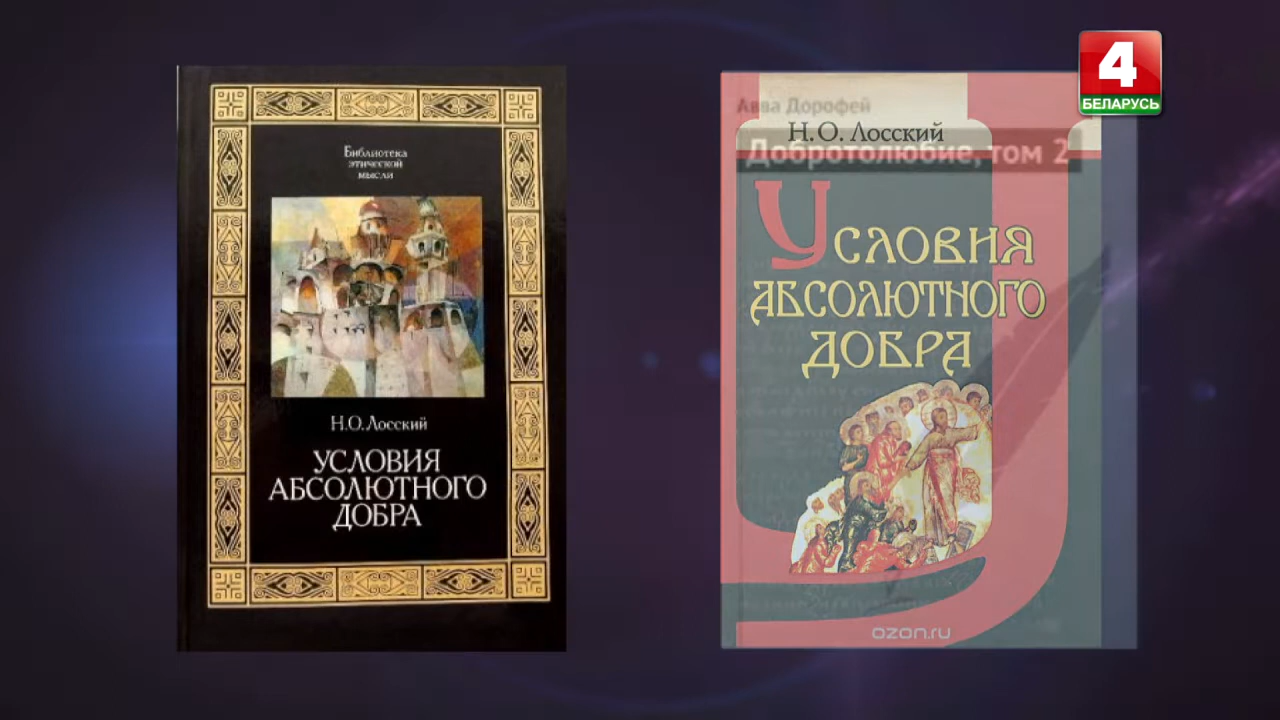 Библиотека
этической
мысли
Н.О. Лосский
УСЛОВИЯ
АБСОЛЮТНОГО
ДОБРА
4
БЕЛАРУСЬ
Авва Дорофей
Н.О. Лосский
Добротолюбие, том 2
УСЛОВИЯ
АБСОЛЮТНОГО
ДОБРА
ozon.ru